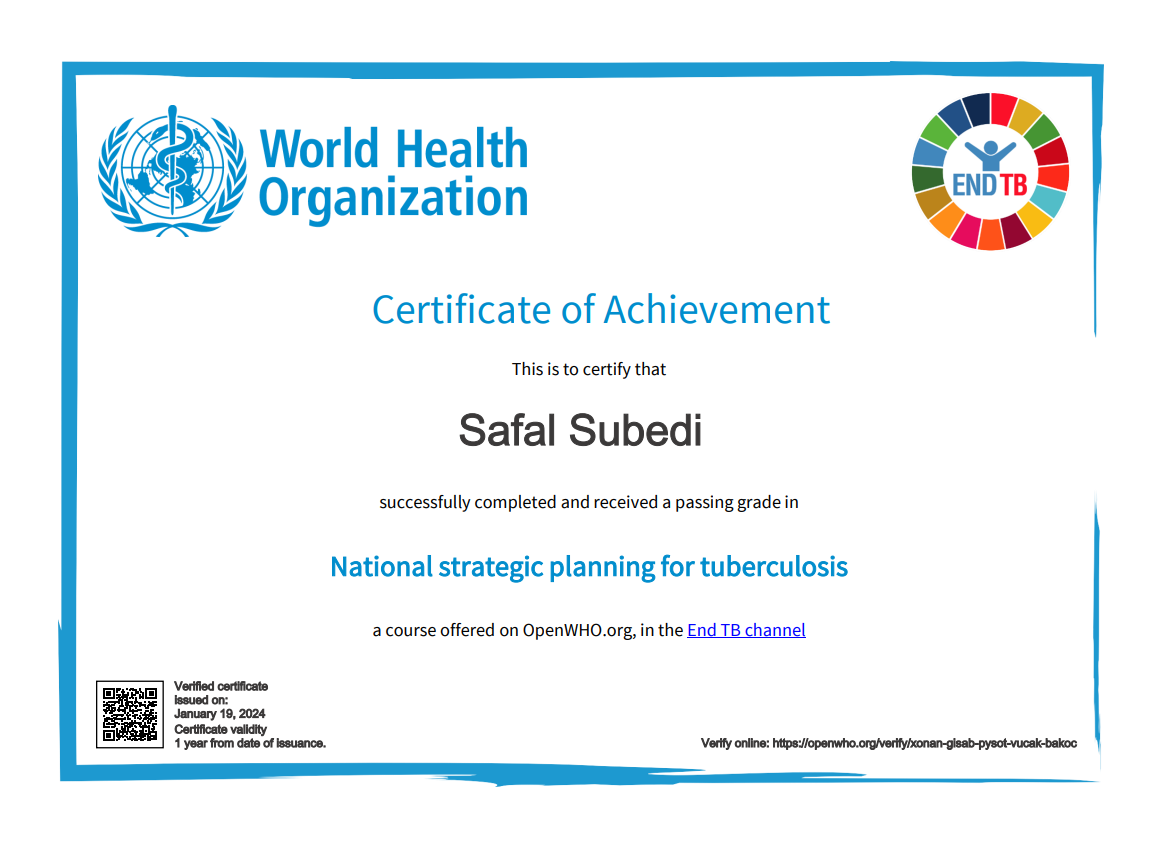 World Health
Organization
END TB
Certificate of Achievement
This is to certify that
Safal Subedi
successfully completed and received a passing grade in
National strategic planning for tuberculosis
a course offered on OpenWHO.org, in the End TB channel
Verified certificate
issued on:
January 19, 2024
Certificate validity
1 year from date of issuance.
Verify online: https://openwho.org/verify/xonan-gisab-pysot-vucak-bakoc